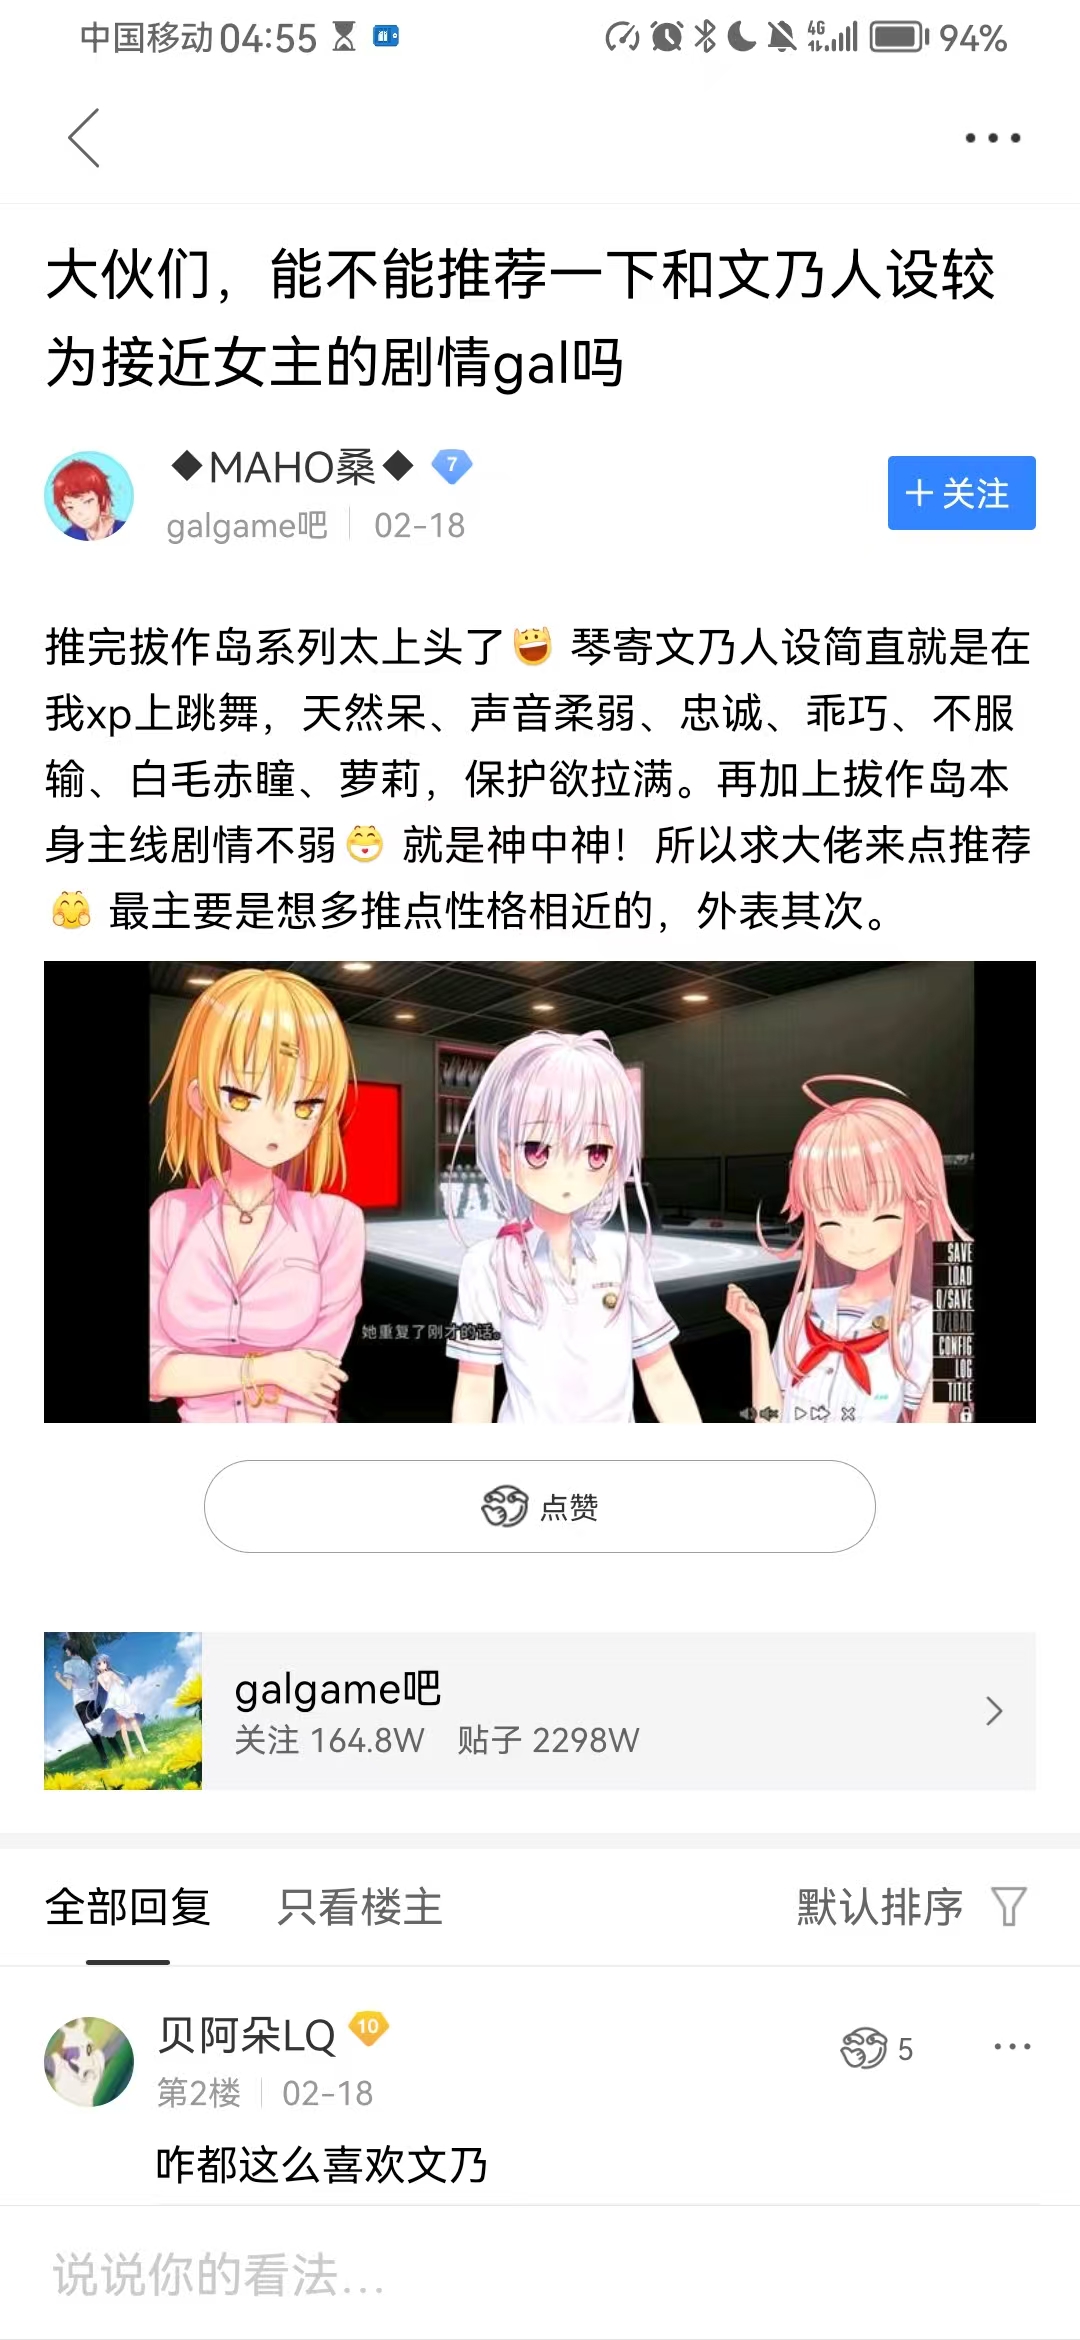 中国移动 04:55 4G 94%
大伙们，能不能推荐一下和文乃人设较
为接近女主的剧情gal吗
◆MAHO桑◆ 7
galgame吧 02-18
+关注
推完拔作岛系列太上头了 琴寄文乃人设简直就是在
我xp上跳舞，天然呆、声音柔弱、忠诚、乖巧、不服
输、白毛赤瞳、萝莉，保护欲拉满。再加上拔作岛本
身主线剧情不弱 就是神中神！所以求大佬来点推荐
最主要是想多推点性格相近的，外表其次。
她重复了刚才的话。
SAVE
LOAD
Q/SAVE
Q/LOAD
CONFIG
LOG
TITLE
点赞
galgame吧
关注 164.8W 贴子 2298W
全部回复 只看楼主 默认排序
贝阿朵LQ 10
5
第2楼 02-18
咋都这么喜欢文乃
说说你的看法...